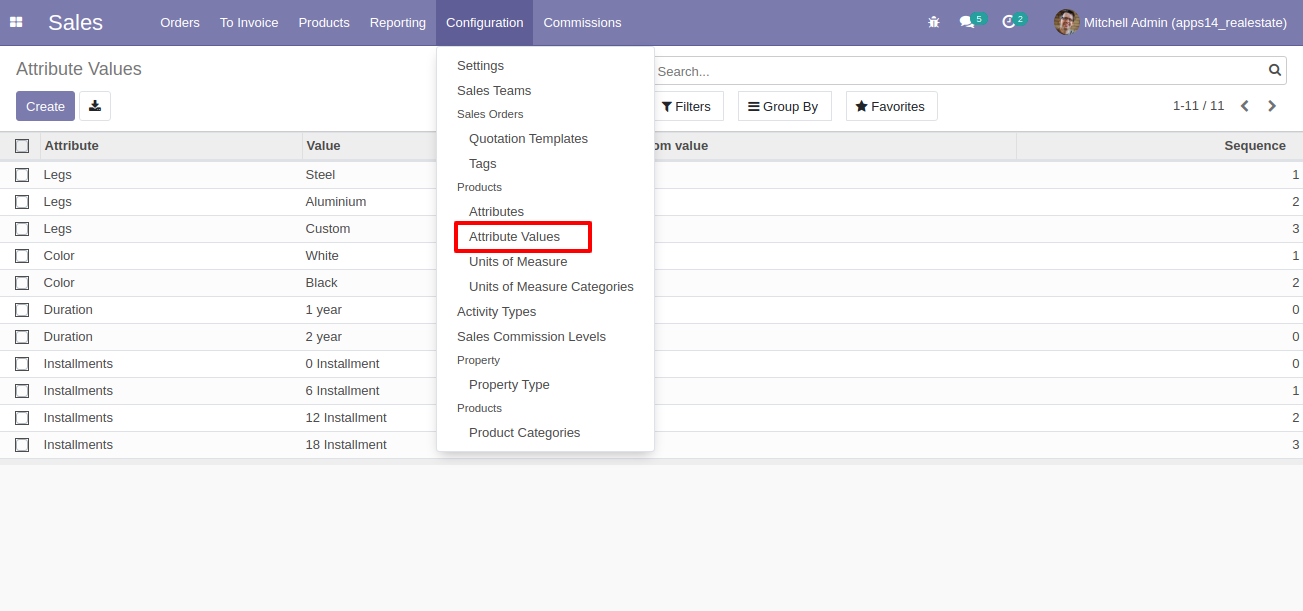 Sales Orders To Invoice Products Reporting Configuration Commissions 5 2 Mitchell Admin (apps14_realestate)
Attribute Values
Search...
Create
Filters Group By Favorites 1-11 / 11
Settings
Sales Teams
Sales Orders
Quotation Templates
Tags
Products
Attributes
Attribute Values
Units of Measure
Units of Measure Categories
Activity Types
Sales Commission Levels
Property
Property Type
Products
Product Categories
Attribute Value om value Sequence
Legs Steel 1
Legs Aluminium 2
Legs Custom 3
Color White 1
Color Black 2
Duration 1 year 0
Duration 2 year 0
Installments 0 Installment 0
Installments 6 Installment 1
Installments 12 Installment 2
Installments 18 Installment 3